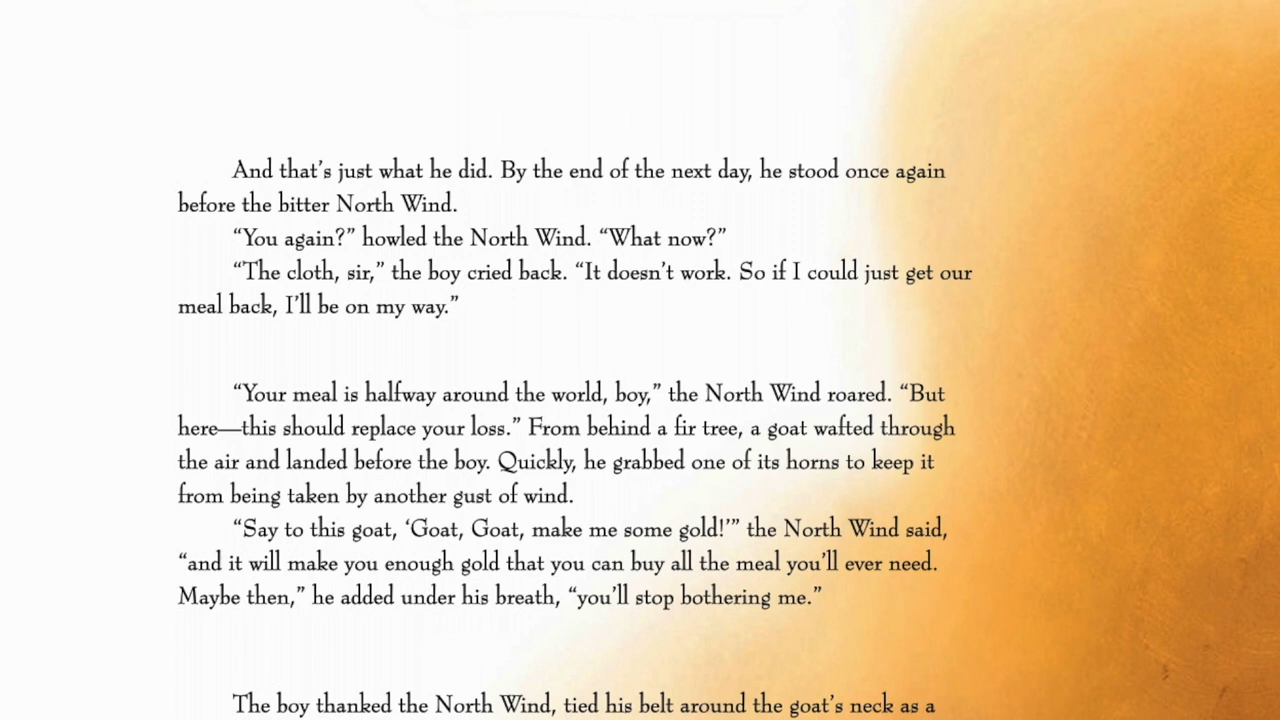 And that’s just what he did. By the end of the next day, he stood once again
before the bitter North Wind.
“You again?” howled the North Wind. “What now?”
“The cloth, sir,” the boy cried back. “It doesn’t work. So if I could just get our
meal back, I’ll be on my way.”
“Your meal is halfway around the world, boy,” the North Wind roared. “But
here—this should replace your loss.” From behind a fir tree, a goat wafted through
the air and landed before the boy. Quickly, he grabbed one of its horns to keep it
from being taken by another gust of wind.
“Say to this goat, ‘Goat, Goat, make me some gold!’” the North Wind said,
“and it will make you enough gold that you can buy all the meal you’ll ever need.
Maybe then,” he added under his breath, “you’ll stop bothering me.”
The boy thanked the North Wind, tied his belt around the goat’s neck as a